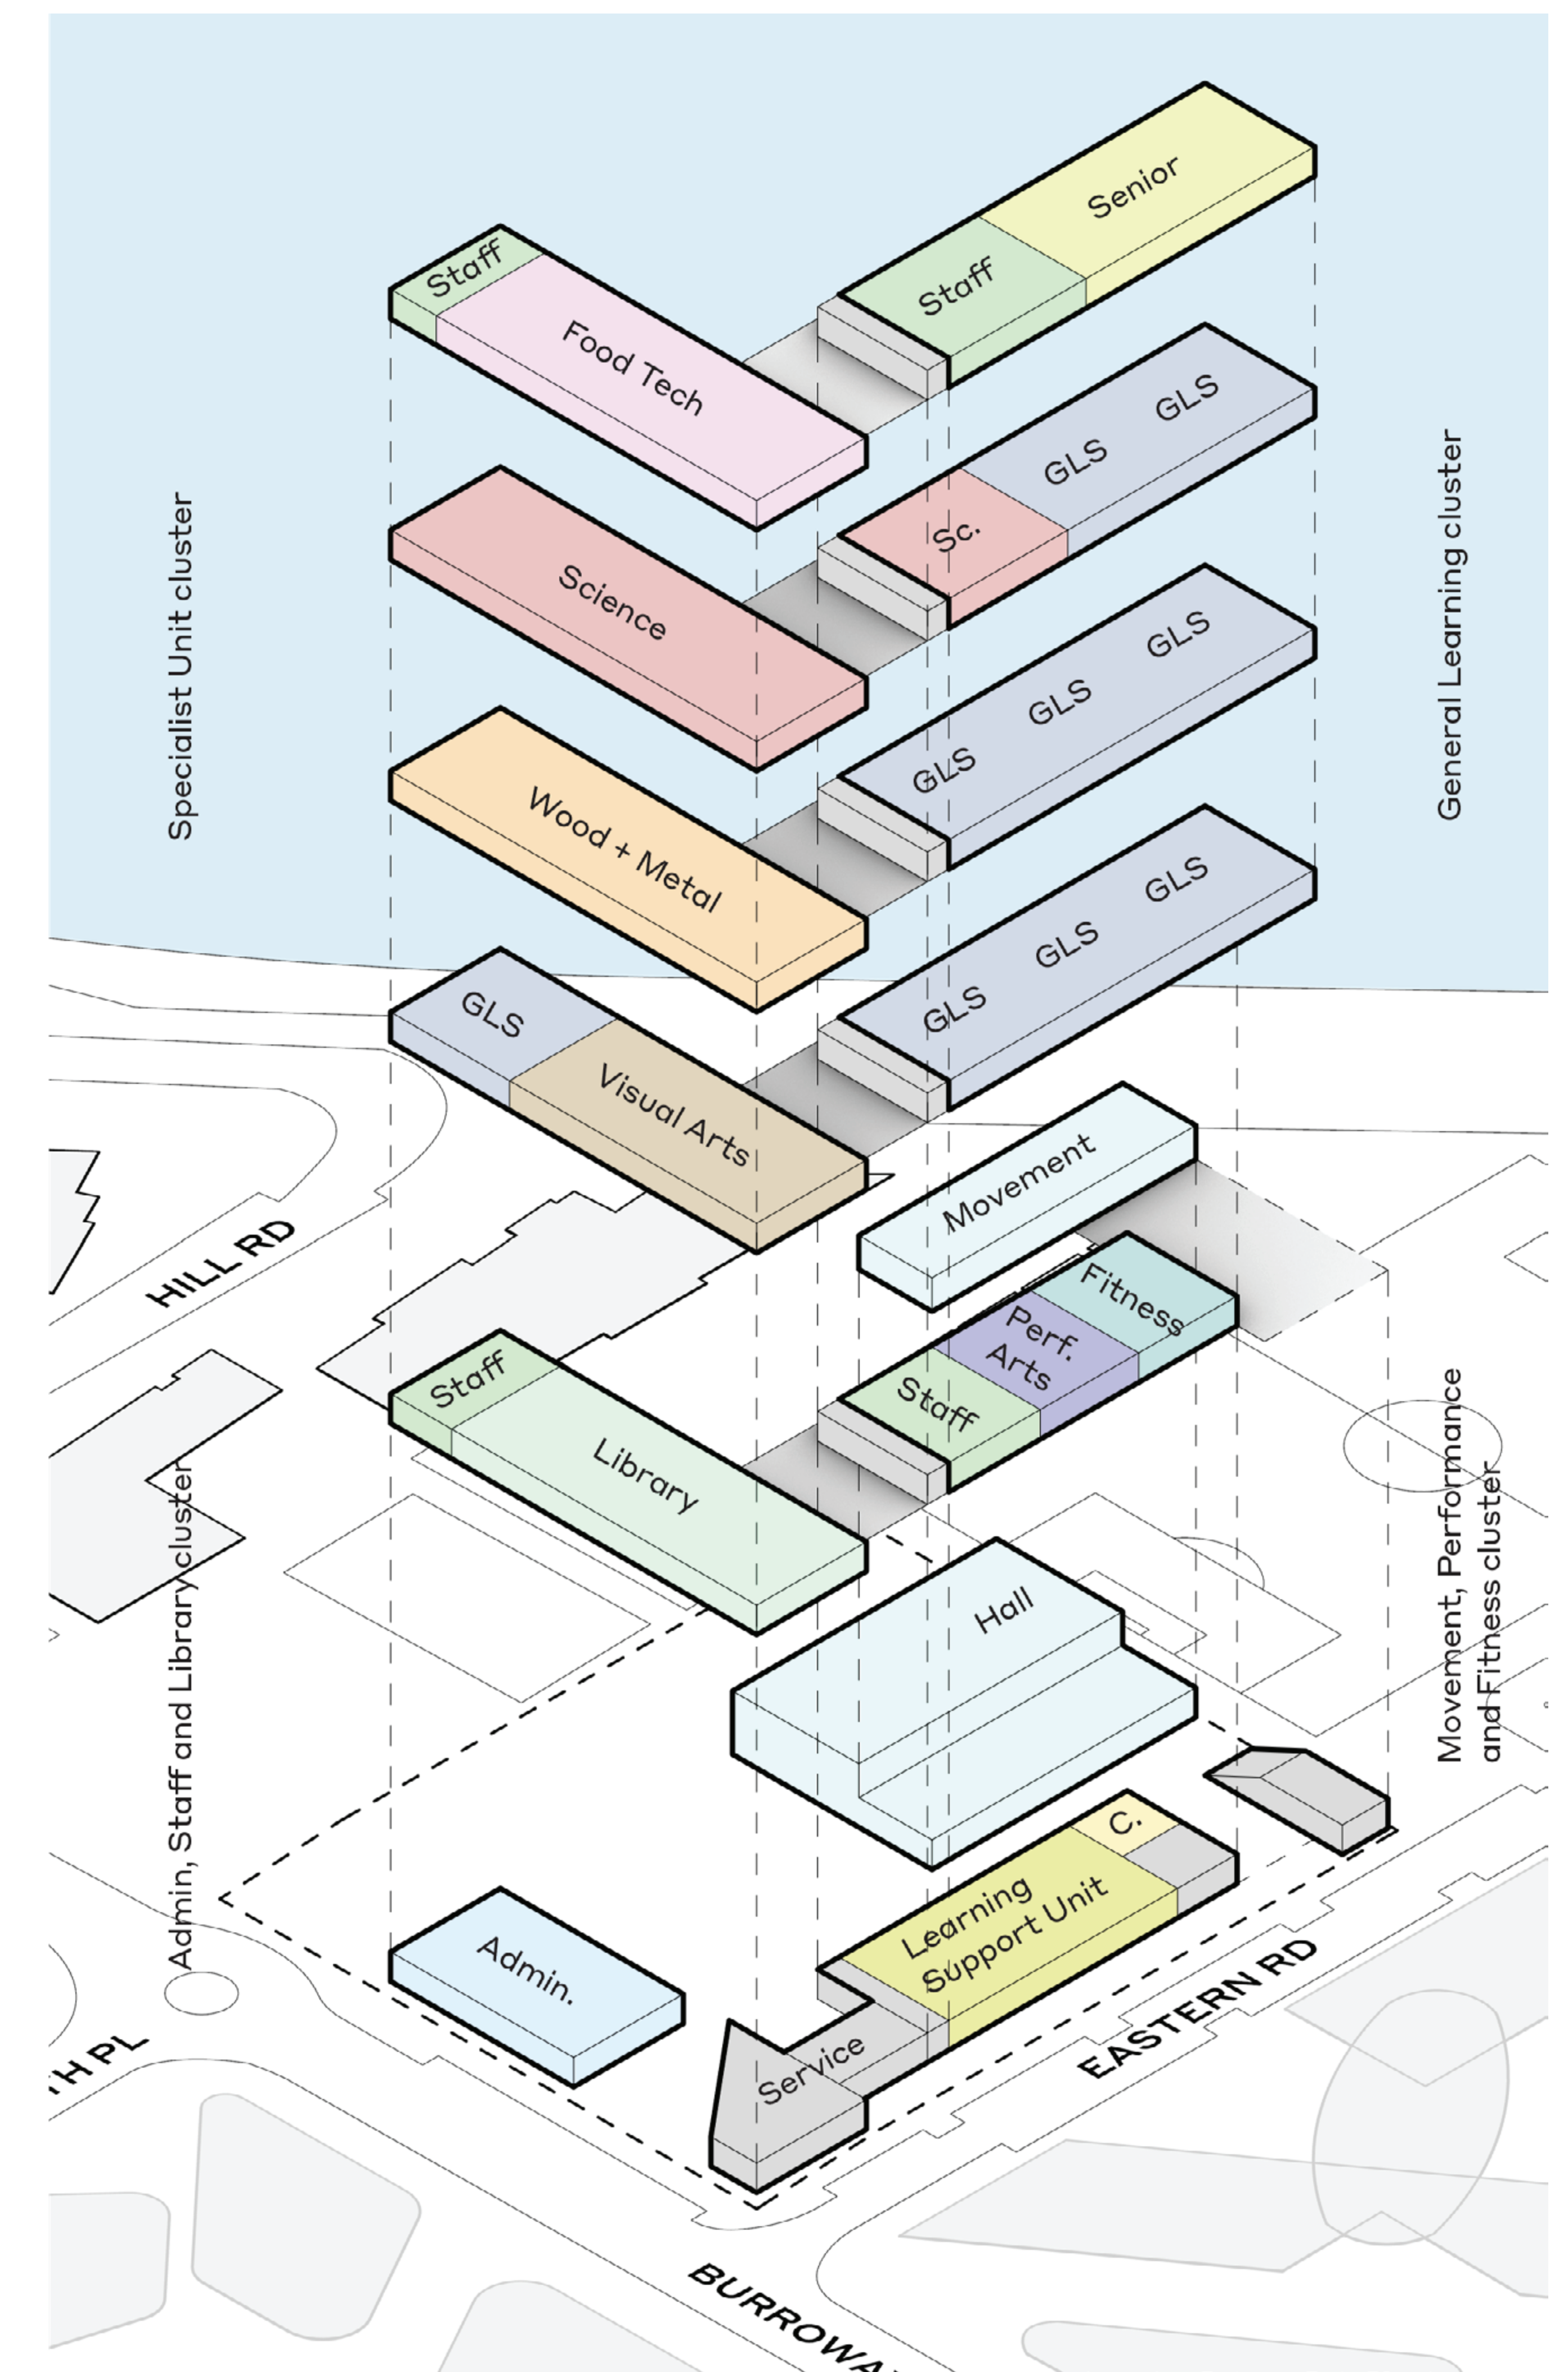 Senior
Staff
Staff
Food Tech
GLS
GLS
Sc.
Science
GLS
GLS
GLS
Wood + Metal
GLS
GLS
GLS
GLS
Visual Arts
Specialist Unit cluster
General Learning cluster
Movement
Fitness
Perf.
Arts
Staff
Staff
Library
HILL RD
Hall
Admin, Staff and Library cluster
Movement, Performance
and Fitness cluster
C.
Learning
Support Unit
Admin.
Service
EASTERN RD
TH PL
BURROWA